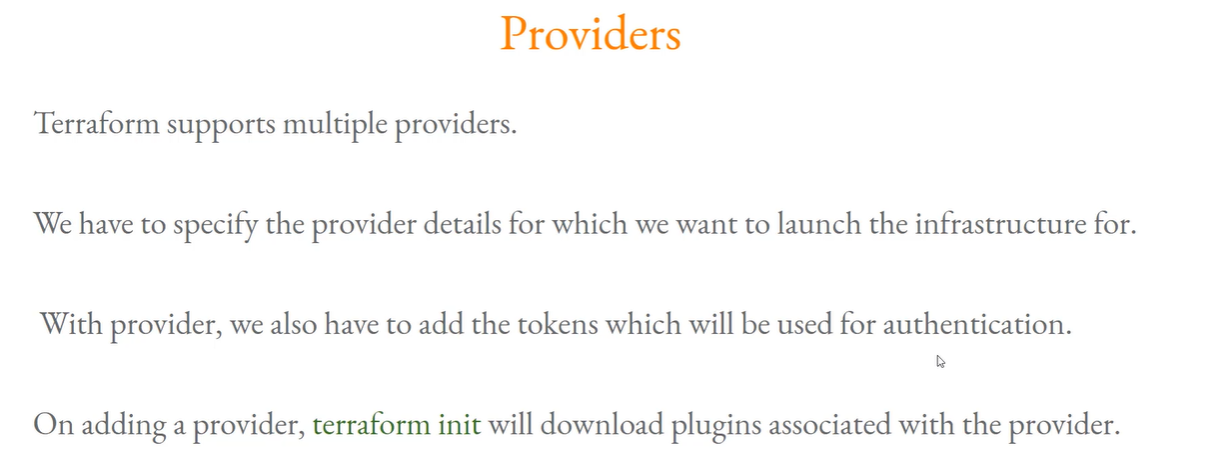 Providers
Terraform supports multiple providers.
We have to specify the provider details for which we want to launch the infrastructure for.
With provider, we also have to add the tokens which will be used for authentication.
On adding a provider, terraform init will download plugins associated with the provider.